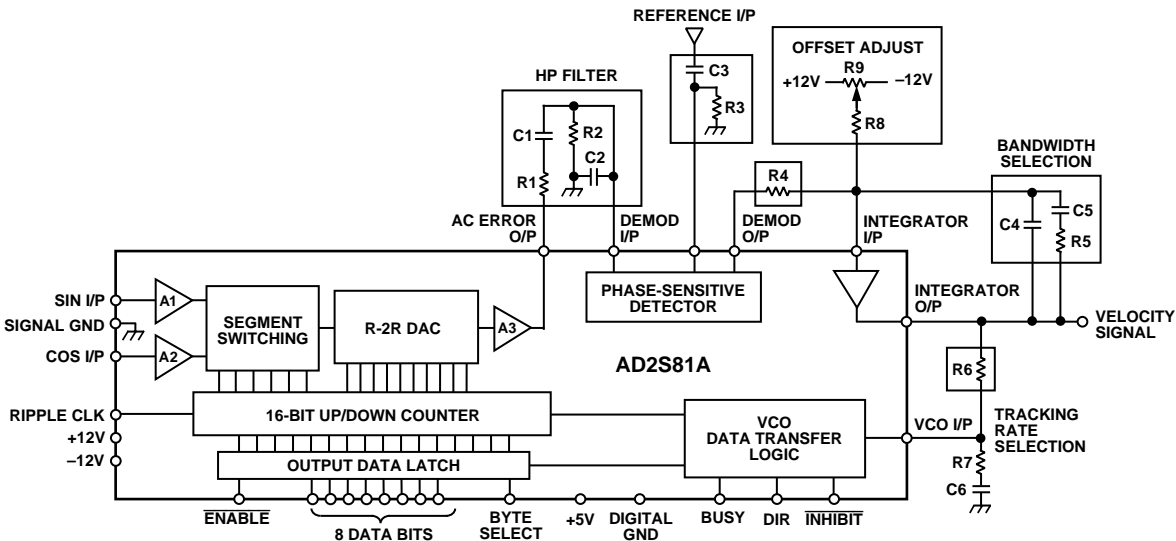 REFERENCE I/P
HP FILTER
C1
R2
C2
R1
C3
R3
OFFSET ADJUST
R9
+12V
–12V
R8
BANDWIDTH
SELECTION
R4
C4
C5
R5
AC ERROR
O/P
DEMOD
I/P
DEMOD
O/P
INTEGRATOR
I/P
INTEGRATOR
O/P
SIN I/P
SIGNAL GND
COS I/P
A1
A2
SEGMENT
SWITCHING
R-2R DAC
A3
PHASE-SENSITIVE
DETECTOR
VELOCITY
SIGNAL
AD2S81A
R6
RIPPLE CLK
+12V
–12V
16-BIT UP/DOWN COUNTER
OUTPUT DATA LATCH
VCO
DATA TRANSFER
LOGIC
VCO I/P
TRACKING
RATE
SELECTION
R7
C6
ENABLE
8 DATA BITS
BYTE
SELECT
+5V
DIGITAL
GND
BUSY
DIR
INHIBIT